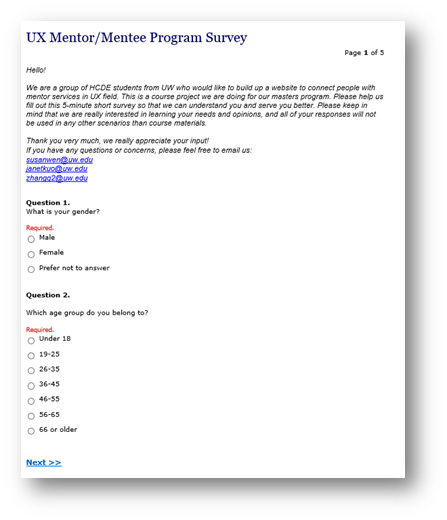 UX Mentor/Mentee Program Survey
Page 1 of 5
Hello!
We are a group of HCDE students from UW who would like to build up a website to connect people with
mentor services in UX field. This is a course project we are doing for our masters program. Please help us
fill out this 5-minute short survey so that we can understand you and serve you better. Please keep in
mind that we are really interested in learning your needs and opinions, and all of your responses will not
be used in any other scenarios than course materials.
Thank you very much, we really appreciate your input!
If you have any questions or concerns, please feel free to email us:
susanwen@uw.edu
janetkuo@uw.edu
zhangq2@uw.edu
Question 1.
What is your gender?
Required.
Male
Female
Prefer not to answer
Question 2.
Which age group do you belong to?
Required.
Under 18
19-25
26-35
36-45
46-55
56-65
66 or older
Next >>